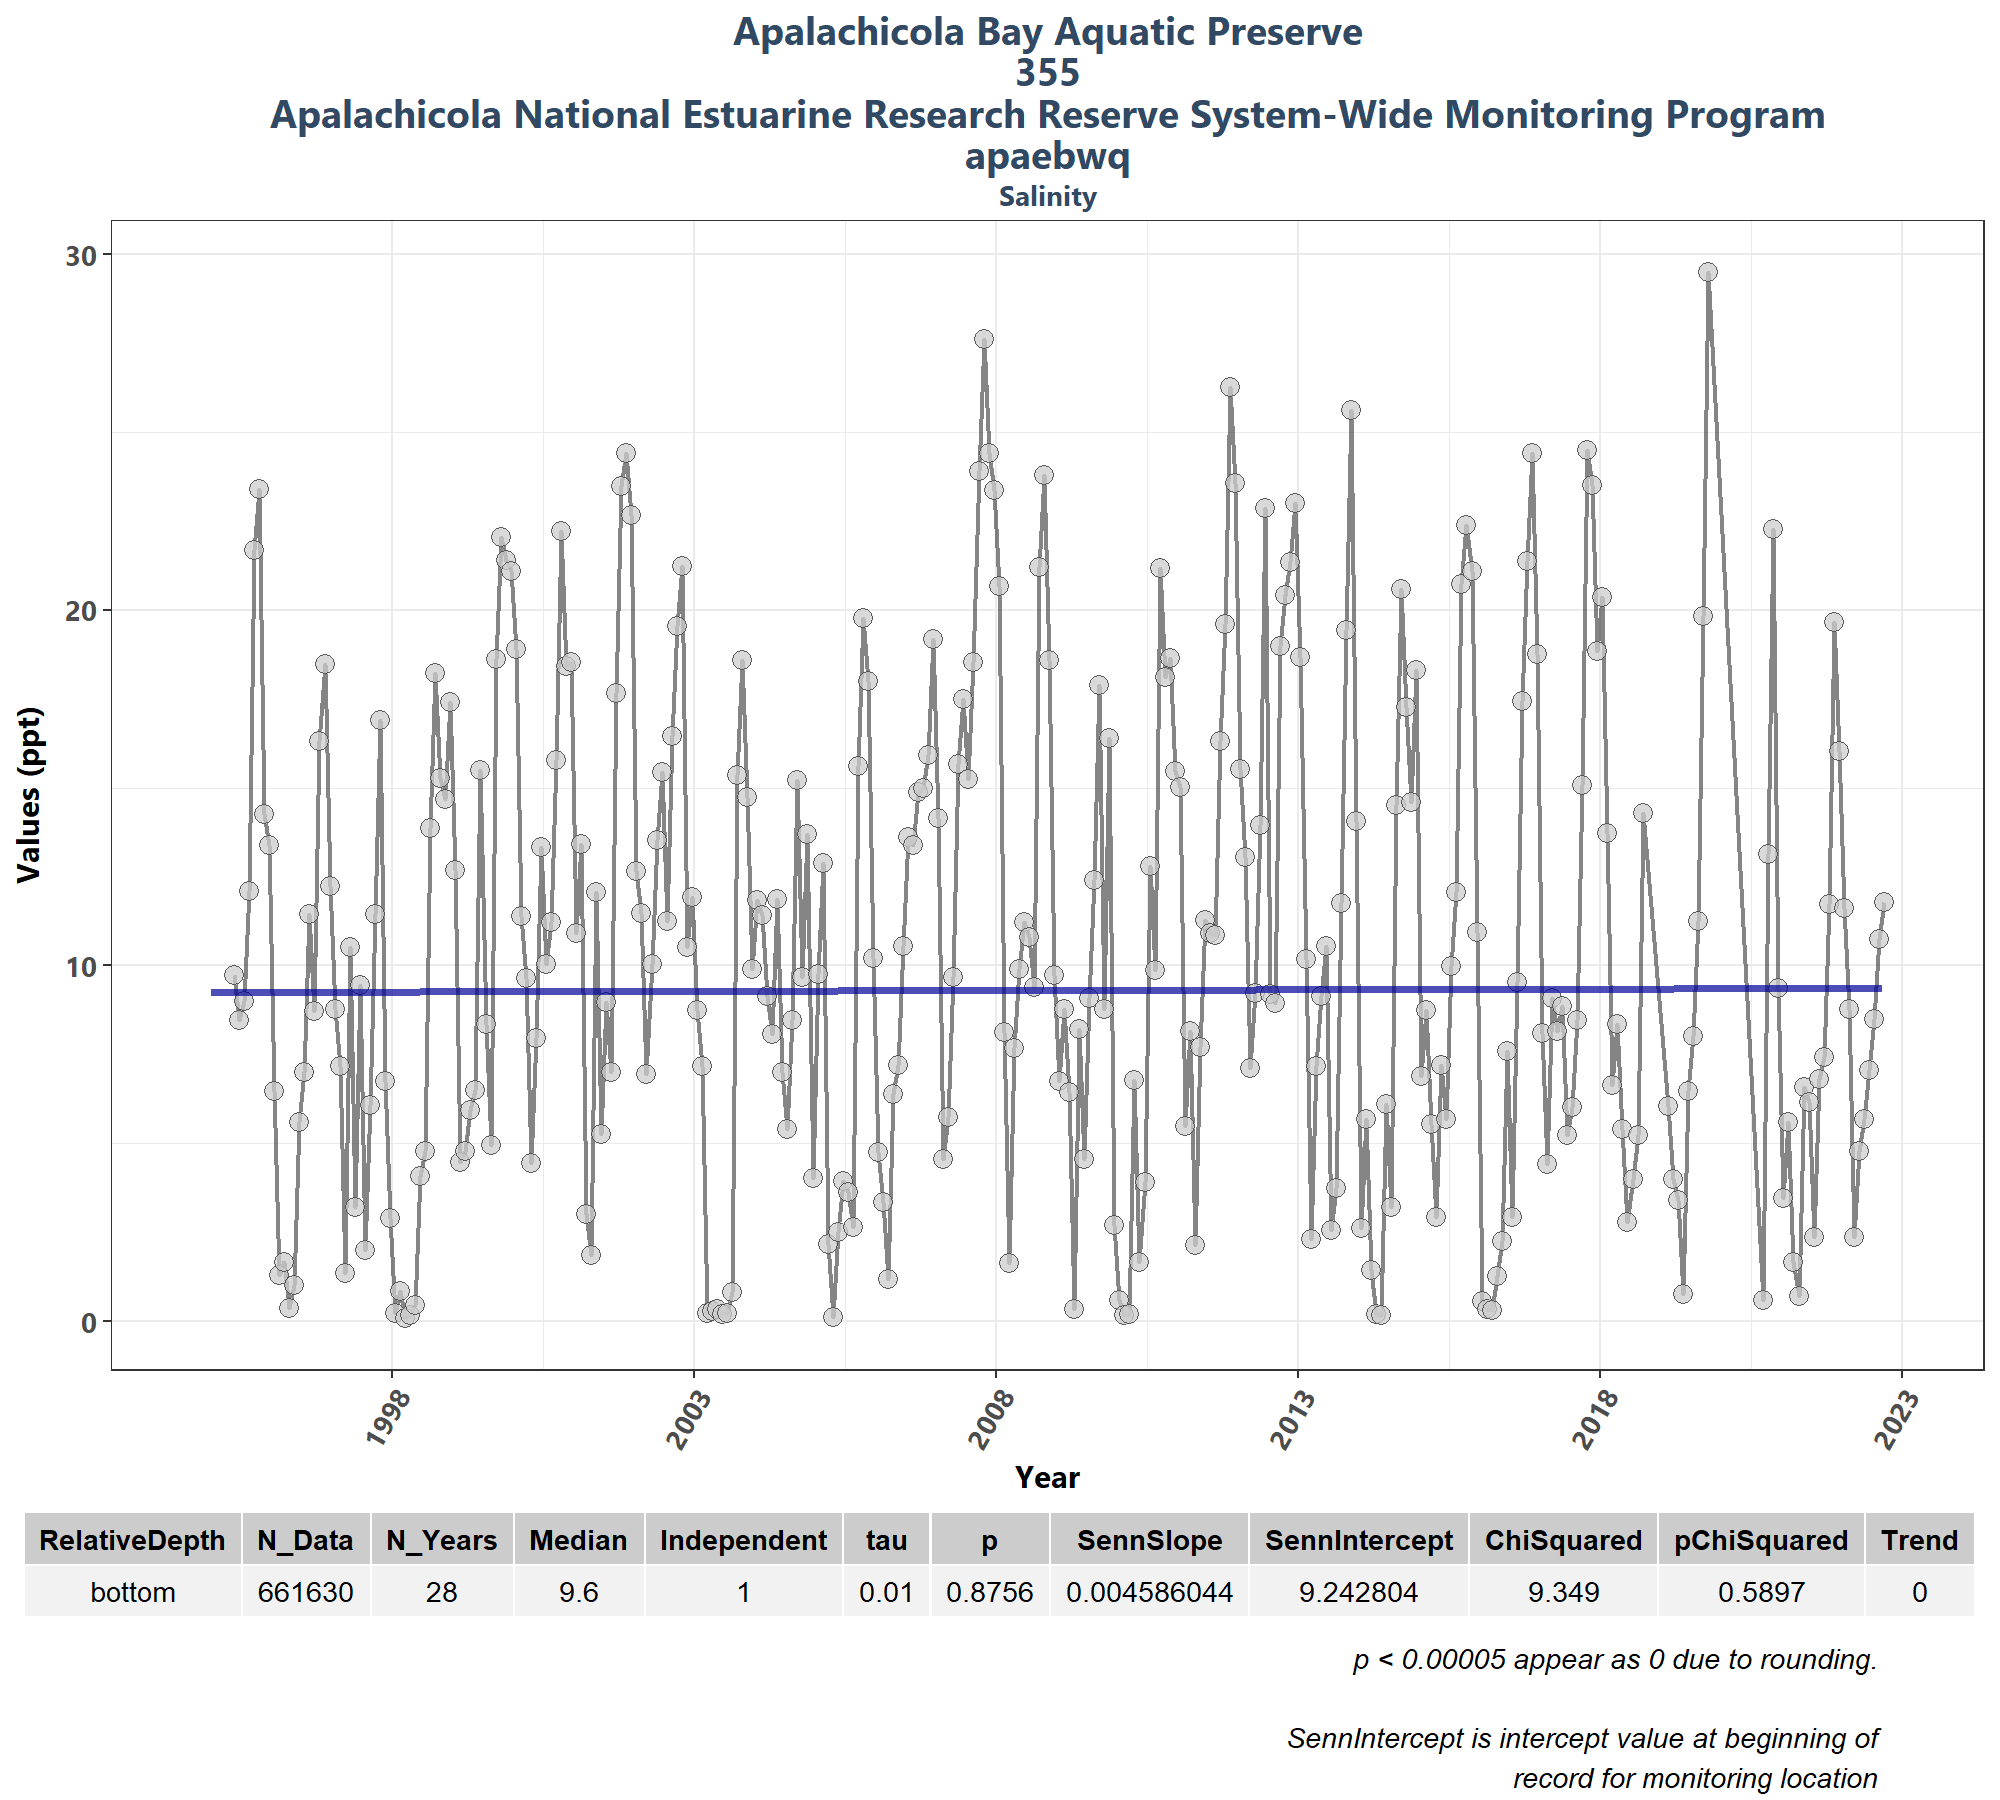 Apalachicola Bay Aquatic Preserve
355
Apalachicola National Estuarine Research Reserve System-Wide Monitoring Program
apaebwq
Salinity
30
20
10
0
Values (ppt)
1998 2003 2008 2013 2018 2023
Year
RelativeDepth N_Data N_Years Median Independent tau p SennSlope SennIntercept ChiSquared pChiSquared Trend
bottom 661630 28 9.6 1 0.01 0.8756 0.004586044 9.242804 9.349 0.5897 0
p < 0.00005 appear as 0 due to rounding.
SennIntercept is intercept value at beginning of
record for monitoring location